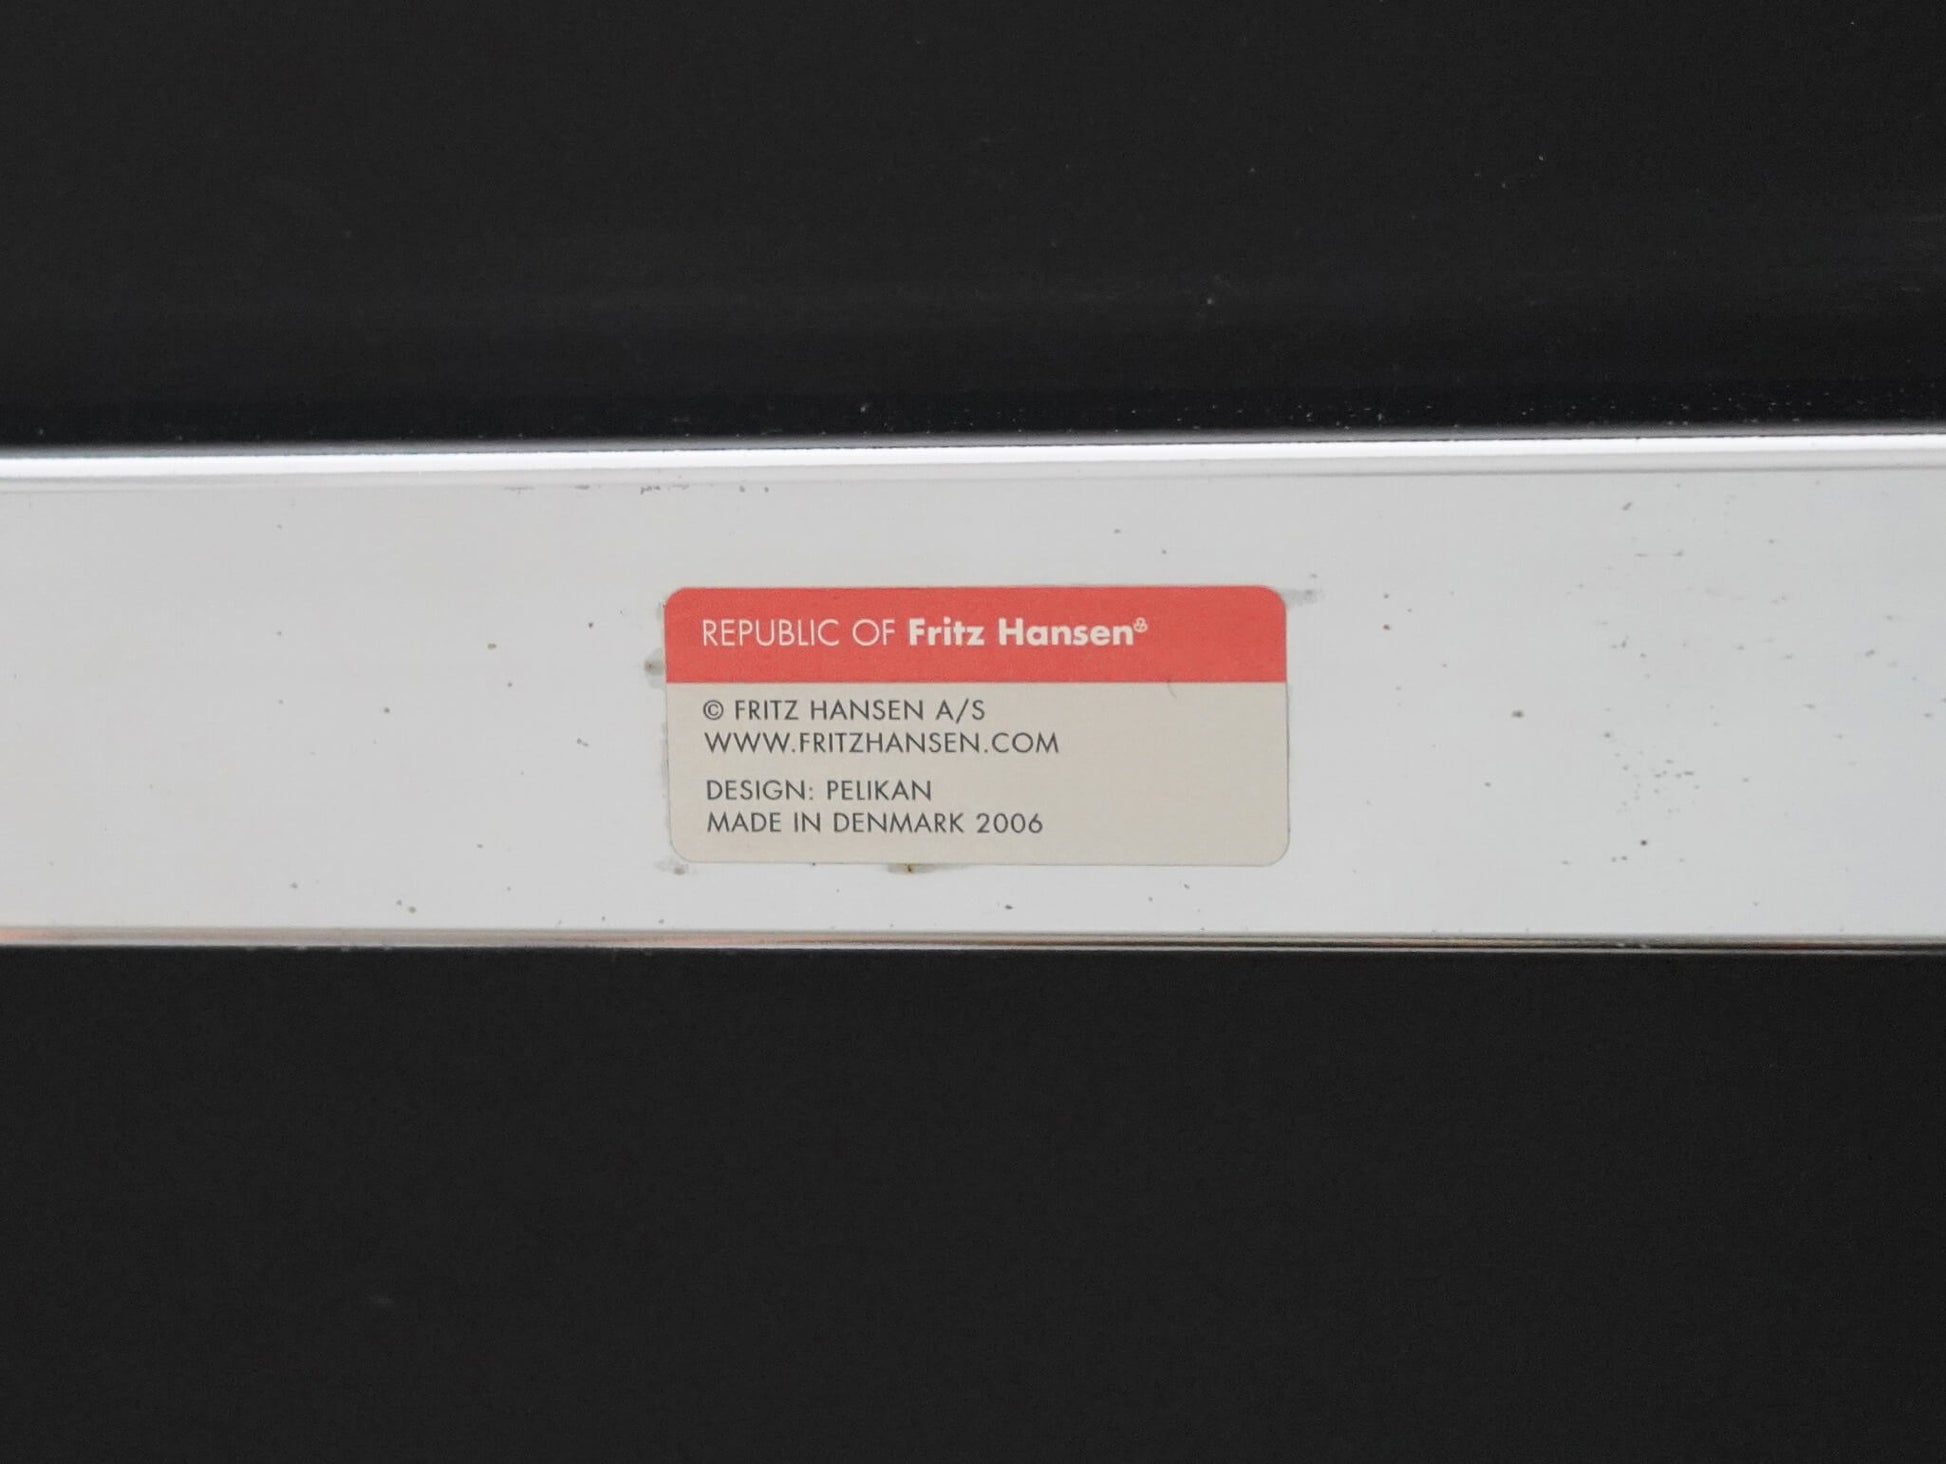 REPUBLIC OF Fritz Hansen®
© FRITZ HANSEN A/S
WWW.FRITZHANSEN.COM
DESIGN: PELIKAN
MADE IN DENMARK 2006